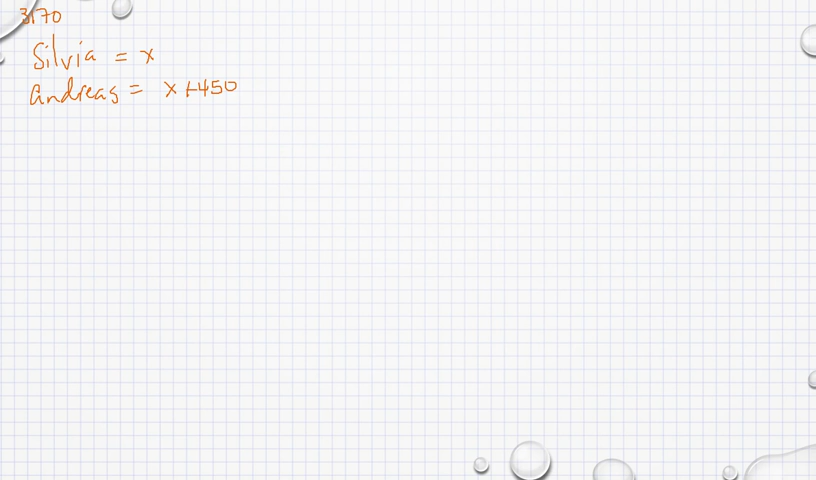 3170
Silvia = x
andreas = x+450